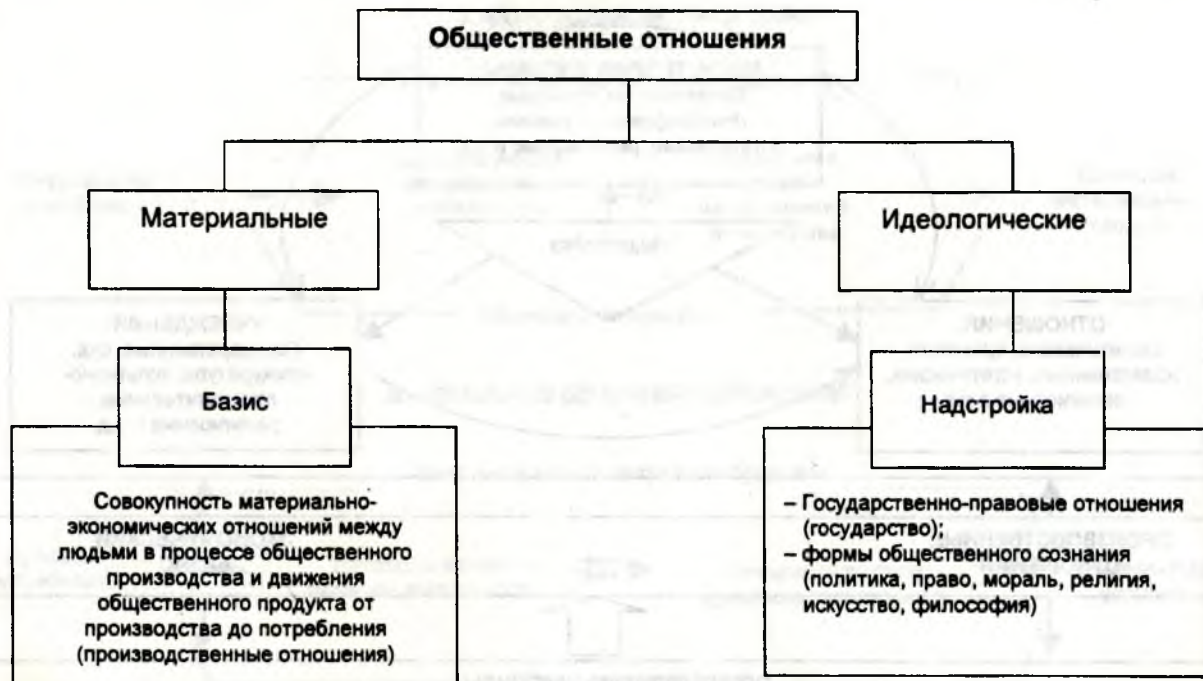 Общественные отношения
Материальные
Идеологические
Базис
Надстройка
Совокупность материально-
экономических отношений между
людьми в процессе общественного
производства и движения
общественного продукта от
производства до потребления
(производственные отношения)
– Государственно-правовые отношения
(государство);
– формы общественного сознания
(политика, право, мораль, религия,
искусство, философия)